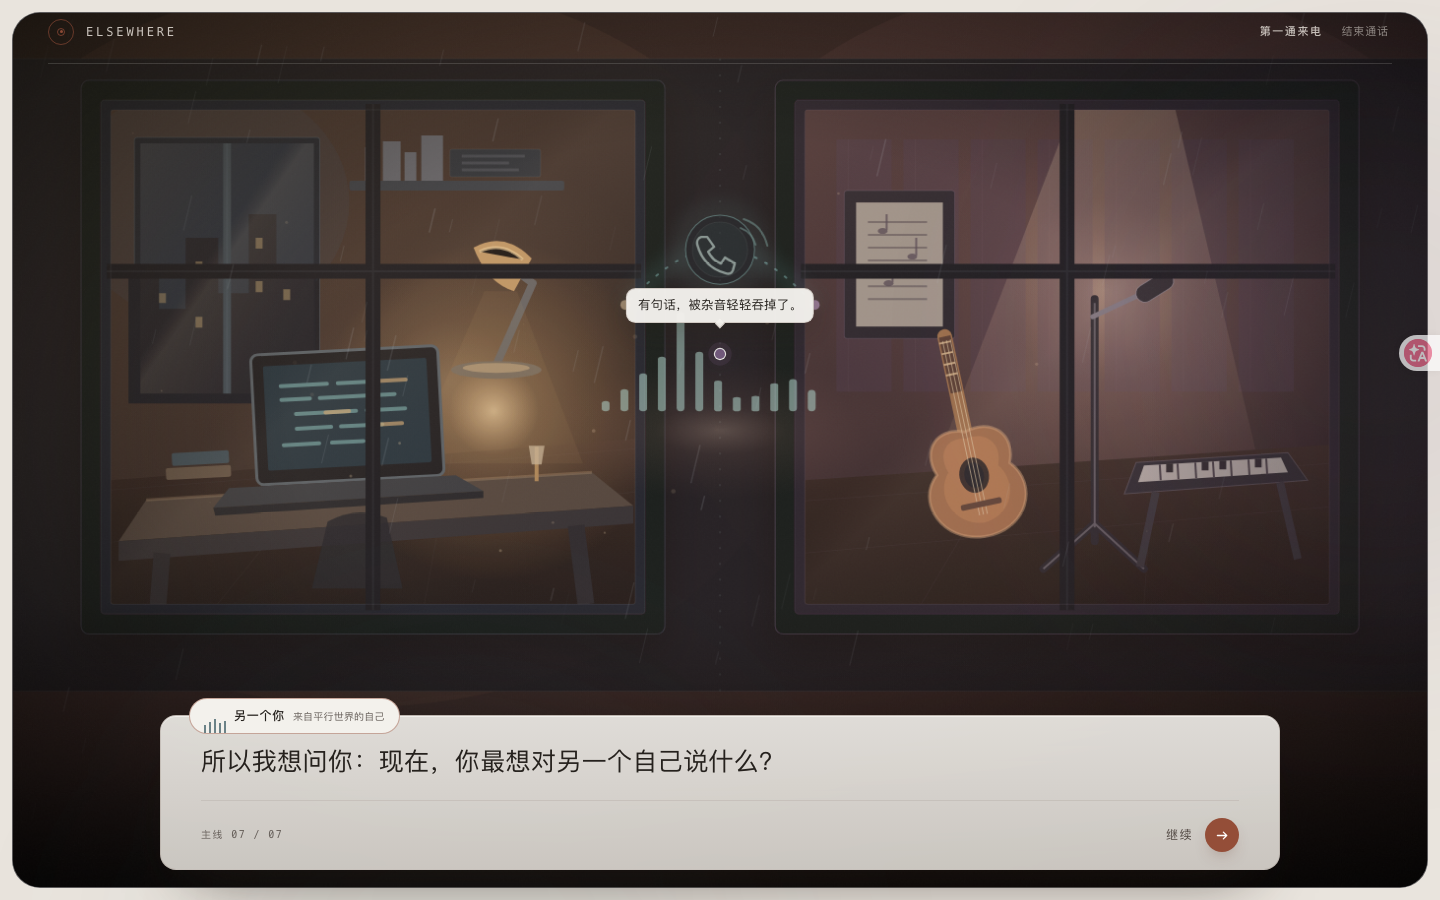 ELSEWHERE
第一通来电 结束通话
有句话，被杂音轻轻吞掉了。
另一个你 来自平行世界的自己
所以我想问你：现在，你最想对另一个自己说什么？
主线 07 / 07
继续